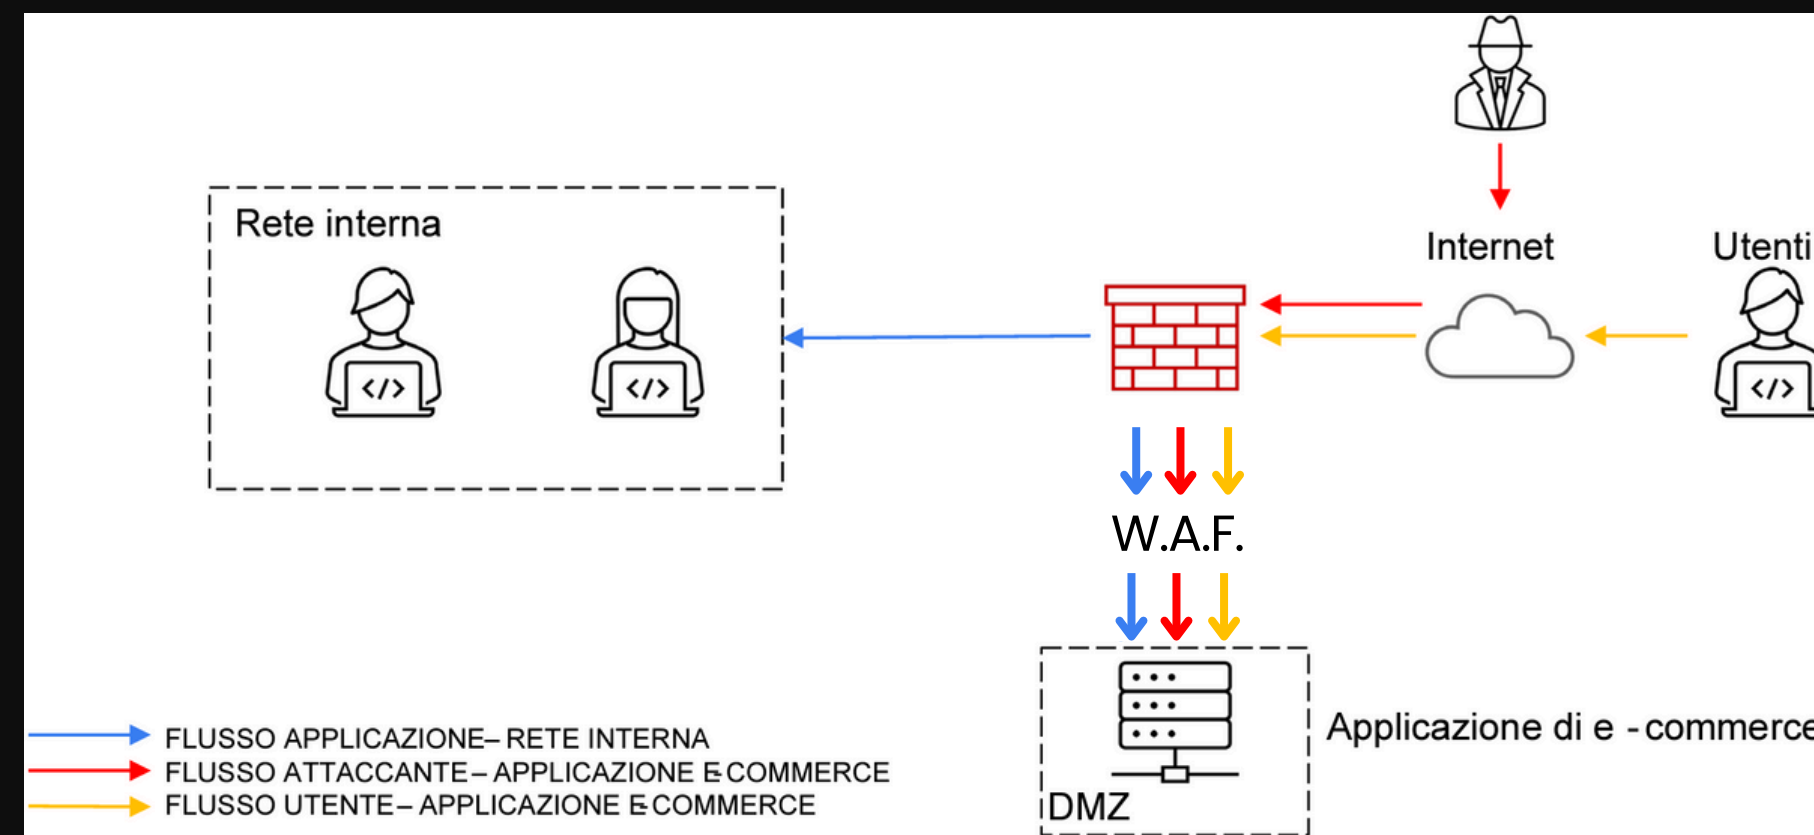 Rete interna
Internet
Utenti
</>
</>
</>
W.A.F.
Applicazione di e -commerce
DMZ
FLUSSO APPLICAZIONE– RETE INTERNA
FLUSSO ATTACCANTE– APPLICAZIONE E-COMMERCE
FLUSSO UTENTE– APPLICAZIONE E-COMMERCE